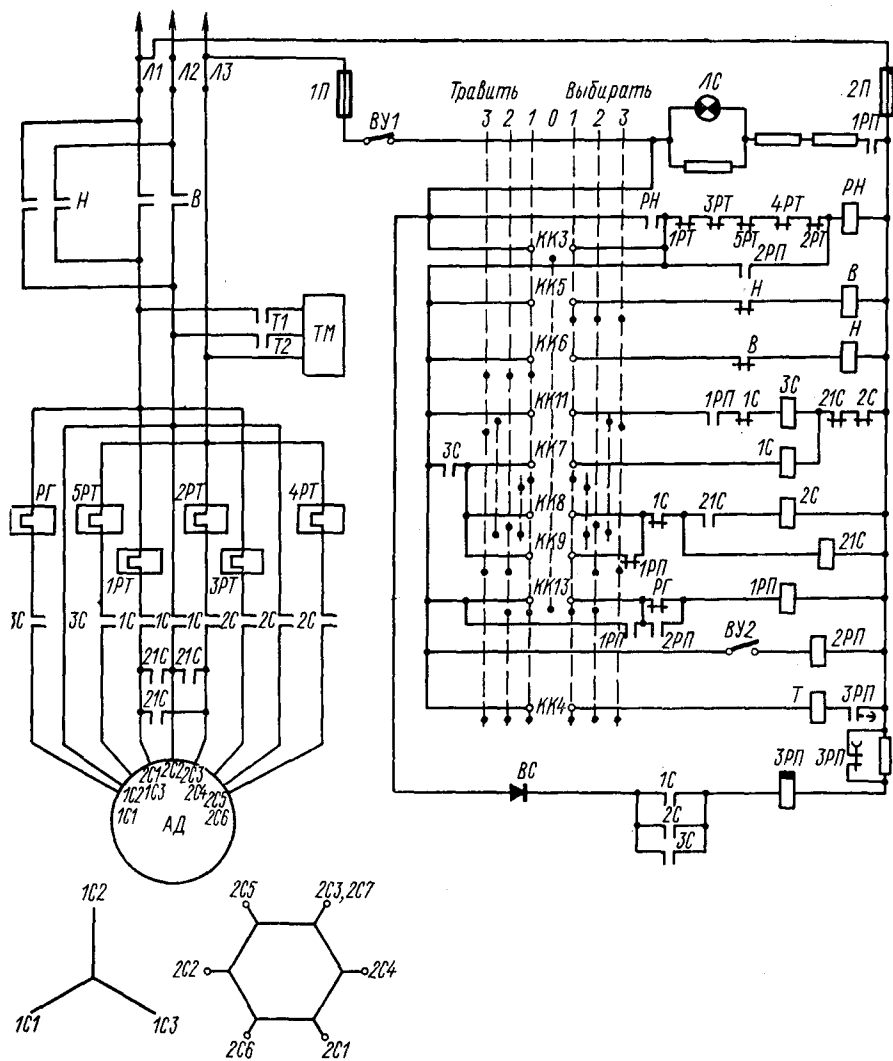 Л1 Л2 Л3
1П
ВУ1
Травить
3 2 1 0 1 2 3
Выбирать
ЛС
2П
1РП
Н
В
РН
1РТ
3РТ
5РТ
4РТ
2РТ
РН
КК3
2РП
КК5
Н
В
КК6
В
Н
Т1
Т2
ТМ
КК11
1РП
1С
3С
21С
2С
3С
КК7
1С
РГ
5РТ
2РТ
4РТ
1РТ
3РТ
КК8
1С
21С
2С
КК9
1РП
21С
КК13
РГ
1РП
1РП
2РП
3С
3С
1С
1С
1С
2С
2С
2С
ВУ2
2РП
21С
21С
21С
КК4
Т
3РП
3РП
3РП
ВС
1С
2С
3С
1С1
1С2
1С3
2С1
2С2
2С3
2С4
2С5
2С6
АД
1С2
1С1
1С3
2С5
2С3,2С7
2С2
2С4
2С6
2С1